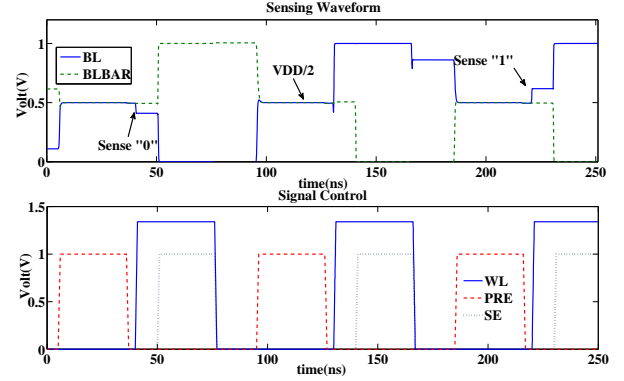 Sensing Waveform
Volt(V)
1
0.5
0
BL
BLBAR
VDD/2
Sense "0"
Sense "1"
0 50 100 150 200 250
time(ns)
Signal Control
Volt(V)
1.5
1
0.5
0
WL
PRE
SE
0 50 100 150 200 250
time(ns)